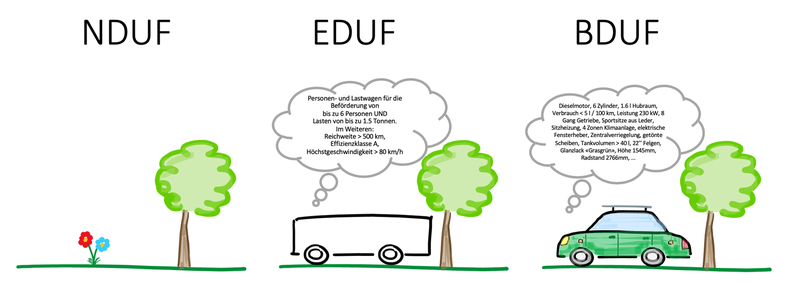 NDUF
EDUF
BDUF
Personen- und Lastwagen für die
Beförderung von
bis zu 6 Personen UND
Lasten von bis zu 1.5 Tonnen.
Im Weiteren:
Reichweite > 500 km,
Effizienzklasse A,
Höchstgeschwindigkeit > 80 km/h
Dieselmotor, 6 Zylinder, 1.6 l Hubraum,
Verbrauch < 5 l / 100 km, Leistung 230 kW, 8
Gang Getriebe, Sportsitze aus Leder,
Sitzheizung, 4 Zonen Klimaanlage, elektrische
Fensterheber, Zentralverriegelung, getönte
Scheiben, Tankvolumen > 40 l, 22" Felgen,
Glanzlack «Grasgrün», Höhe 1545mm,
Radstand 2766mm, ...